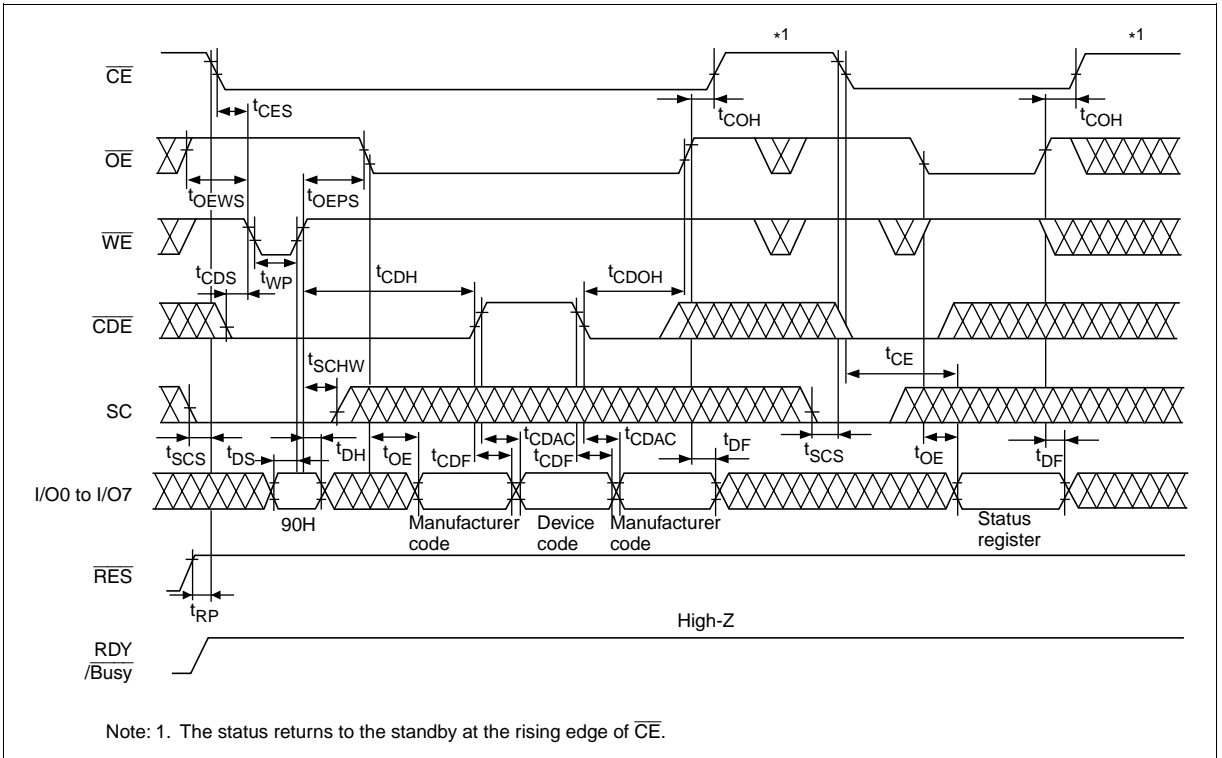 *1 *1
CE
tCES tCOH tCOH
OE
tOEWS tOEPS
WE
tCDS tWP tCDH tCDOH
CDE
tSCHW tCE
SC
tSCS tDS tDH tOE tCDAC tCDAC tDF tSCS tOE tDF
tCDF tCDF
I/O0 to I/O7
90H Manufacturer code Device code Manufacturer code Status register
RES
tRP
High-Z
RDY
/Busy
Note: 1. The status returns to the standby at the rising edge of CE.